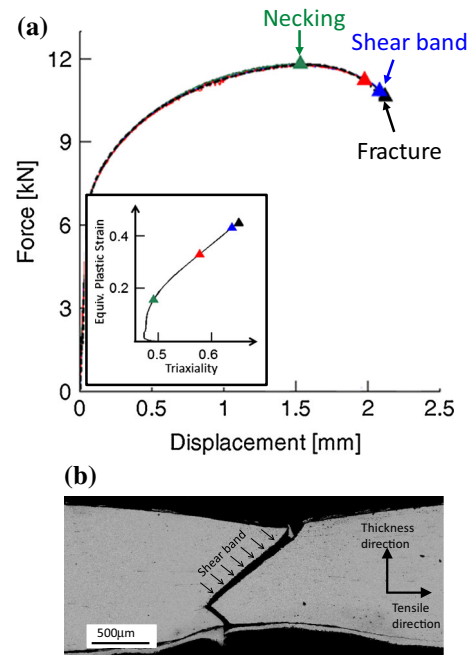 (a)
Necking
Shear band
Fracture
12
9
6
3
0
Force [kN]
0
0.5
1
1.5
2
2.5
Displacement [mm]
Equiv. Plastic Strain
0.4
0.2
0.5
0.6
Triaxiality
(b)
Shear band
Thickness
direction
Tensile
direction
500μm